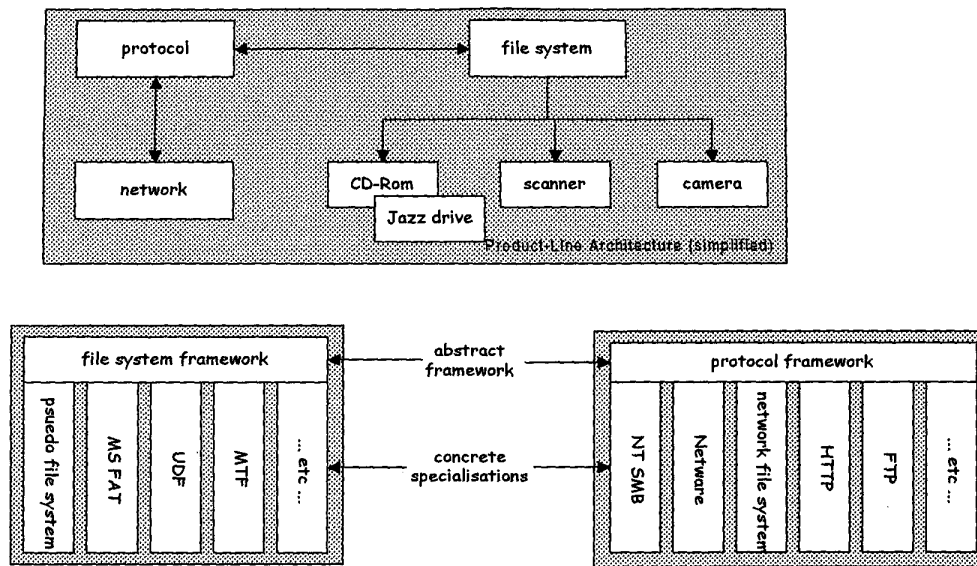 protocol
file system
network
CD-Rom
Jazz drive
scanner
camera
Product-Line Architecture (simplified)
file system framework
psuedo file system
MS FAT
UDF
MTF
... etc ...
abstract
framework
concrete
specialisations
protocol framework
NT SMB
Netware
network file system
HTTP
FTP
... etc ...